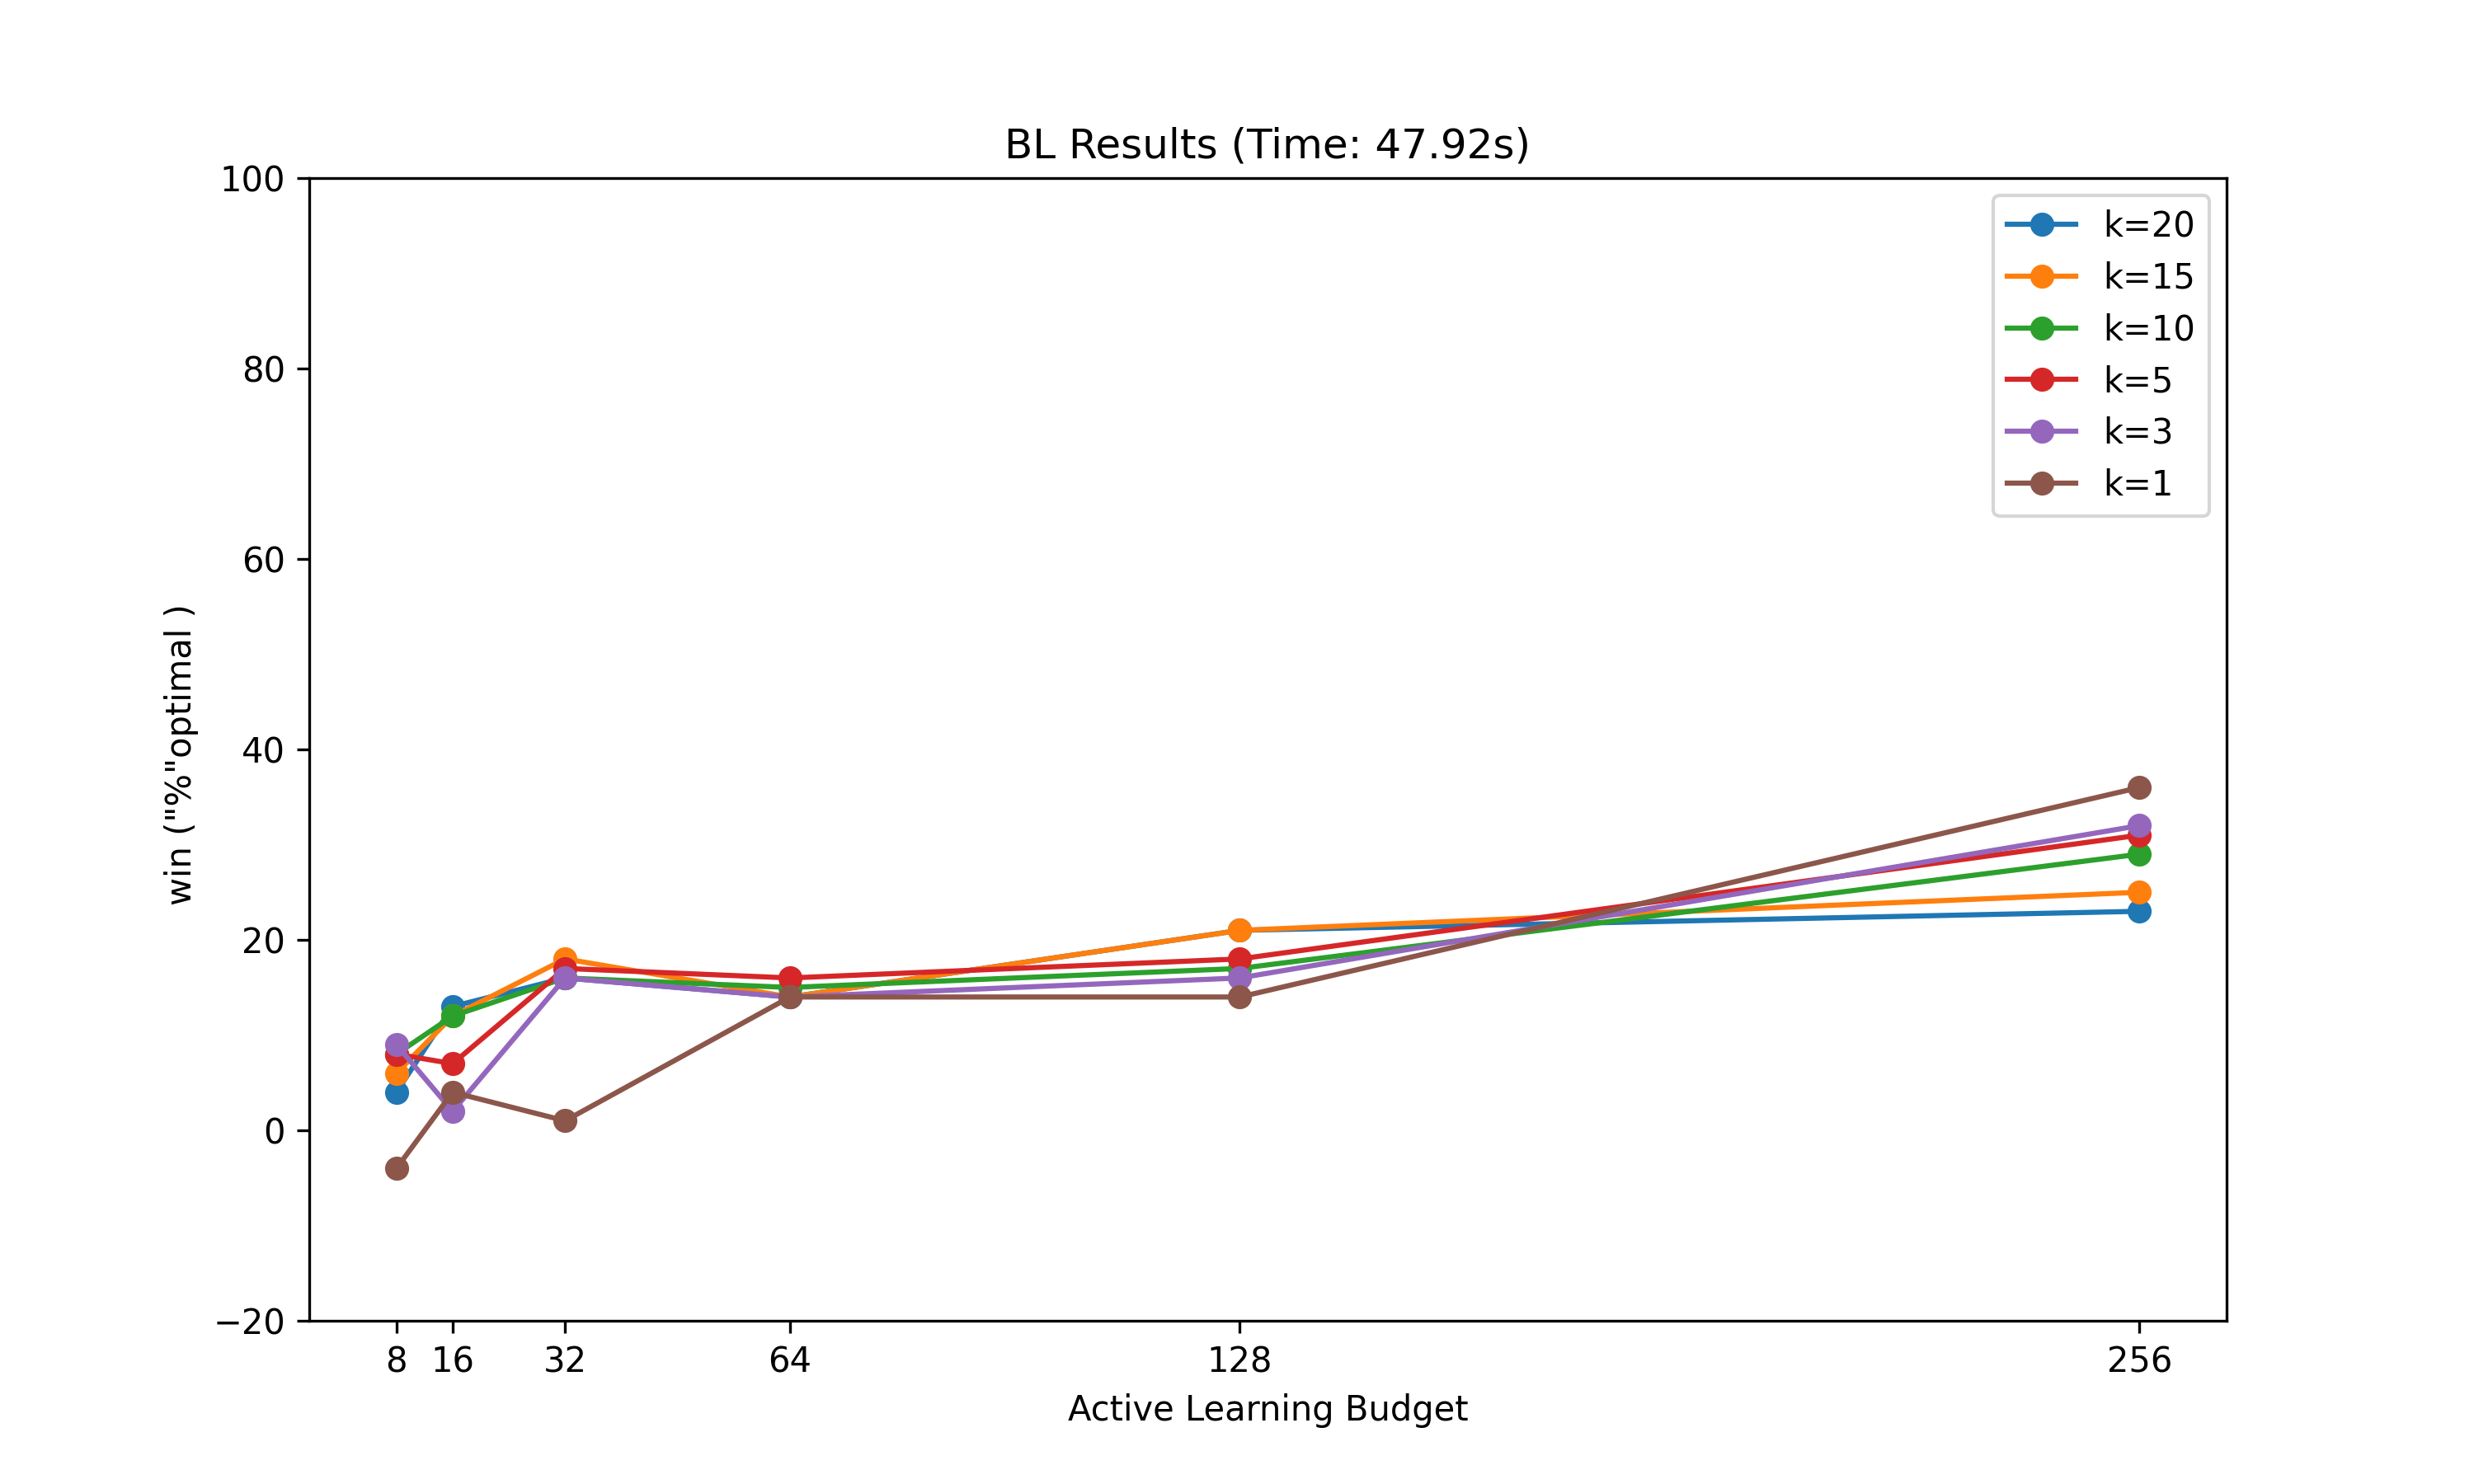 BL Results (Time: 47.92s)
100
80
60
40
20
0
−20
win ("%"optimal )
k=20
k=15
k=10
k=5
k=3
k=1
8 16 32 64 128 256
Active Learning Budget